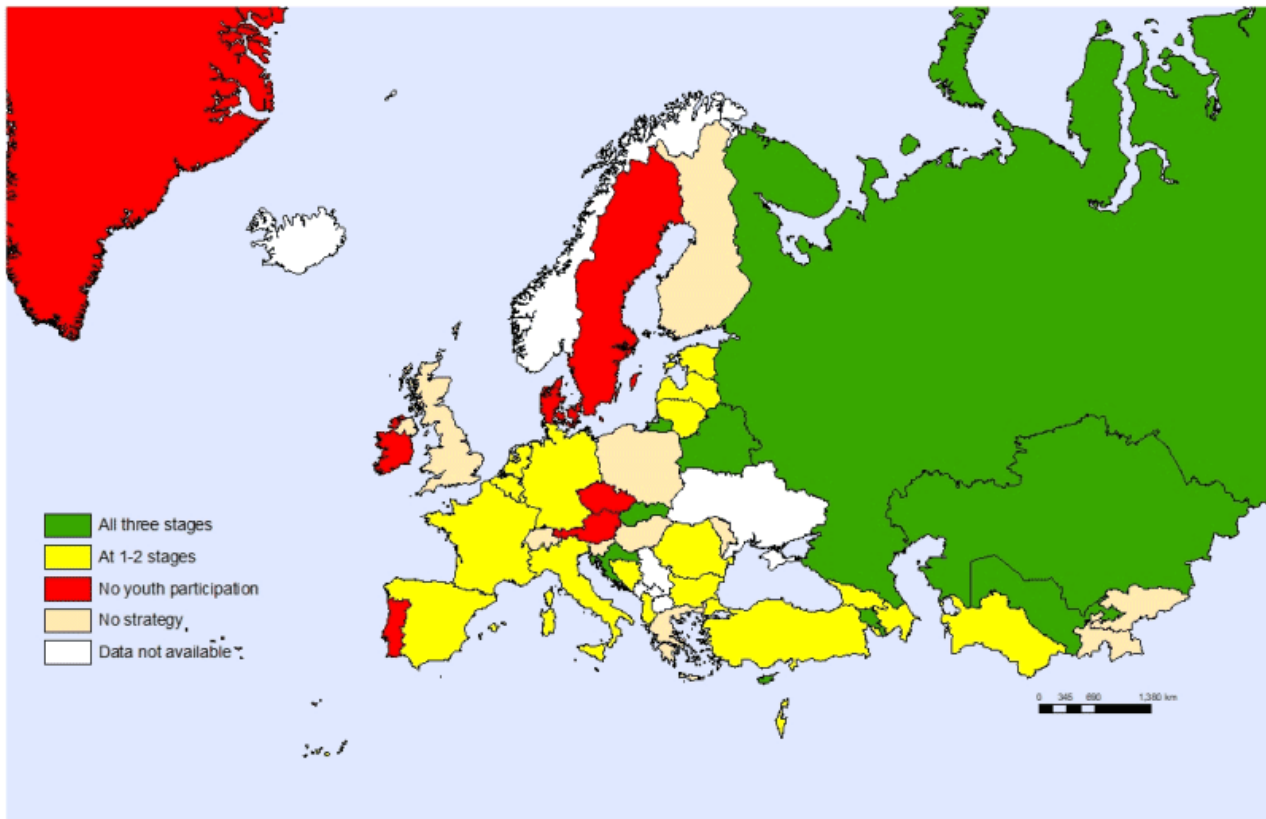 All three stages
At 1-2 stages
No youth participation
No strategy
Data not available
0 345 690 1,380 km